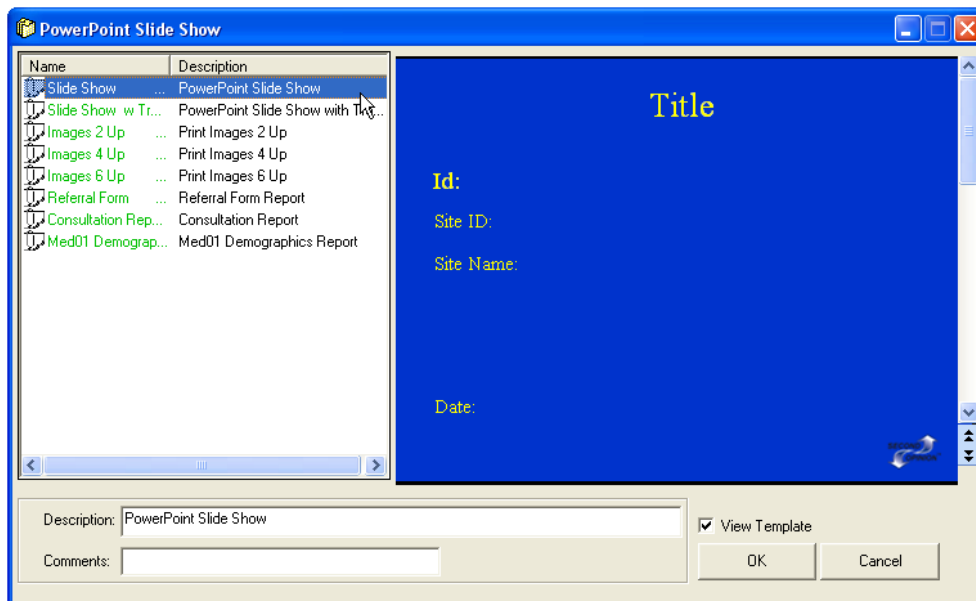 PowerPoint Slide Show
Name Description
Slide Show ... PowerPoint Slide Show
Slide Show w Tr... PowerPoint Slide Show with
Images 2 Up ... Print Images 2 Up
Images 4 Up ... Print Images 4 Up
Images 6 Up ... Print Images 6 Up
Referral Form ... Referral Form Report
Consultation Rep... Consultation Report
Med01 Demograp... Med01 Demographics Report
Title
Id:
Site ID:
Site Name:
Date:
SECOND
OPINION
Description: PowerPoint Slide Show
Comments:
View Template
OK Cancel